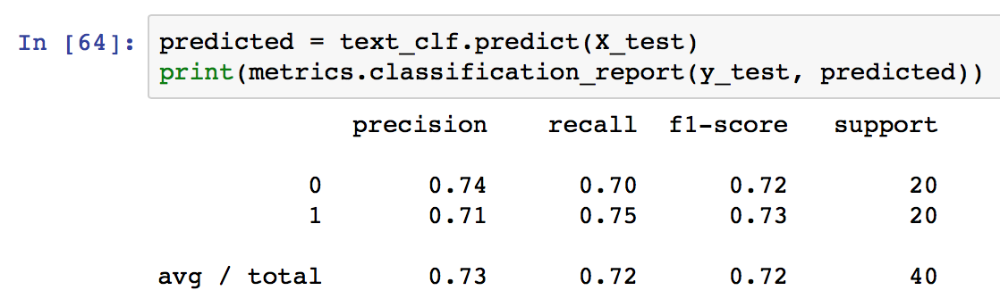 In [64]: predicted = text_clf.predict(X_test)
print(metrics.classification_report(y_test, predicted))
precision recall f1-score support
0 0.74 0.70 0.72 20
1 0.71 0.75 0.73 20
avg / total 0.73 0.72 0.72 40